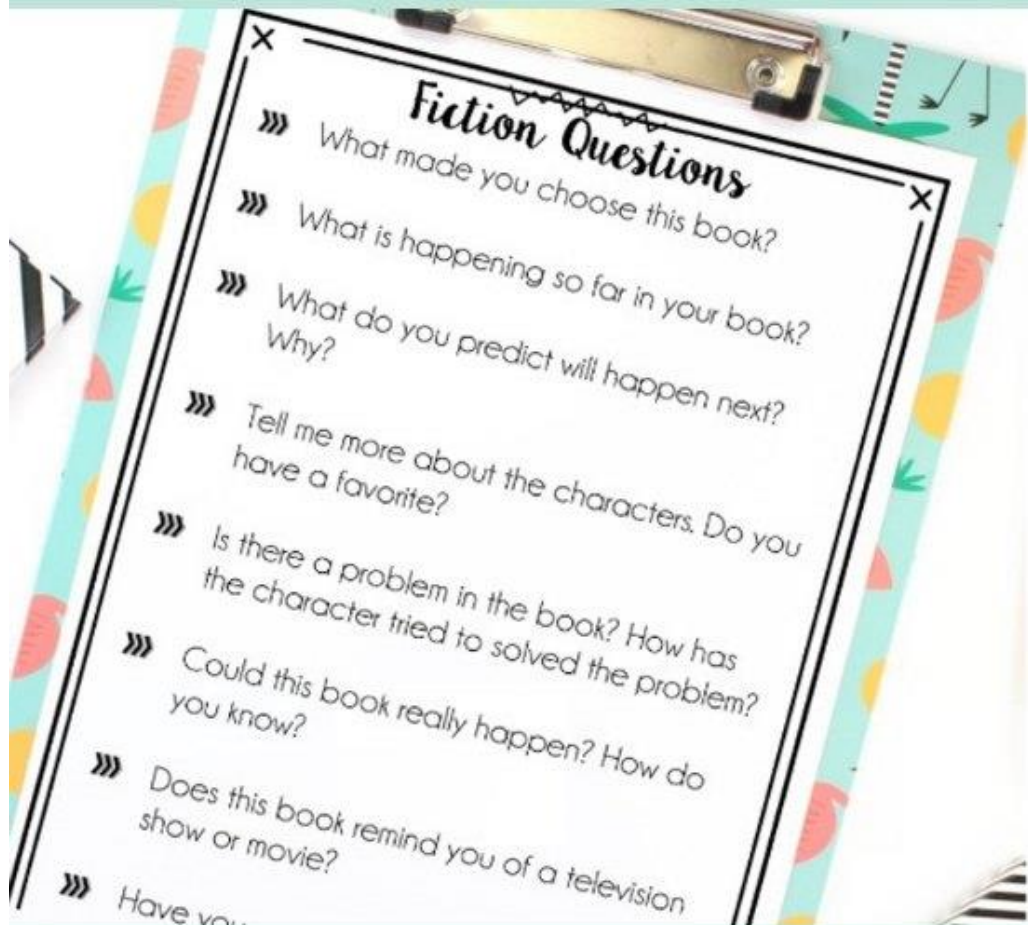 Fiction Questions
What made you choose this book?
What is happening so far in your book?
What do you predict will happen next?
Why?
Tell me more about the characters. Do you
have a favorite?
Is there a problem in the book? How has
the character tried to solved the problem?
Could this book really happen? How do
you know?
Does this book remind you of a television
show or movie?
Have you